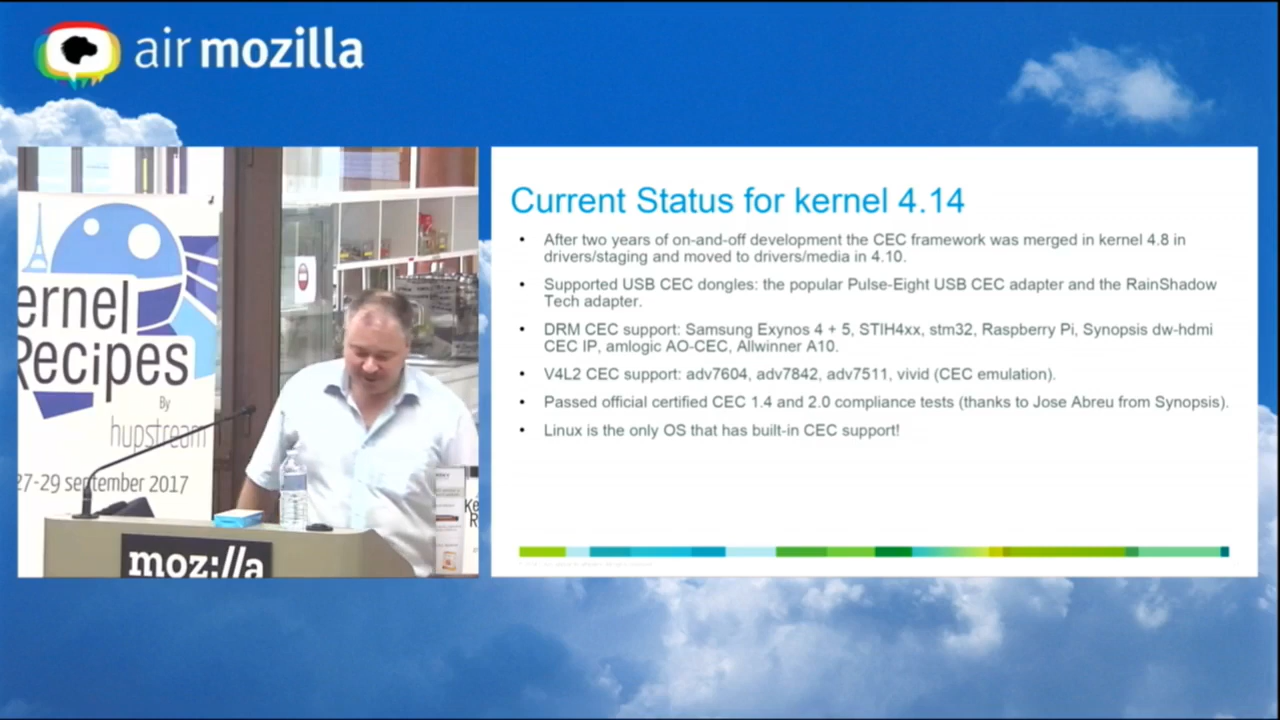 air mozilla
ernel
Recipes
By
hupstream
27-29 september 2017
moz://a
Current Status for kernel 4.14
• After two years of on-and-off development the CEC framework was merged in kernel 4.8 in
drivers/staging and moved to drivers/media in 4.10.
• Supported USB CEC dongles: the popular Pulse-Eight USB CEC adapter and the RainShadow
Tech adapter.
• DRM CEC support: Samsung Exynos 4 + 5, STIH4xx, stm32, Raspberry Pi, Synopsis dw-hdmi
CEC IP, amlogic AO-CEC, Allwinner A10.
• V4L2 CEC support: adv7604, adv7842, adv7511, vivid (CEC emulation).
• Passed official certified CEC 1.4 and 2.0 compliance tests (thanks to Jose Abreu from Synopsis).
• Linux is the only OS that has built-in CEC support!